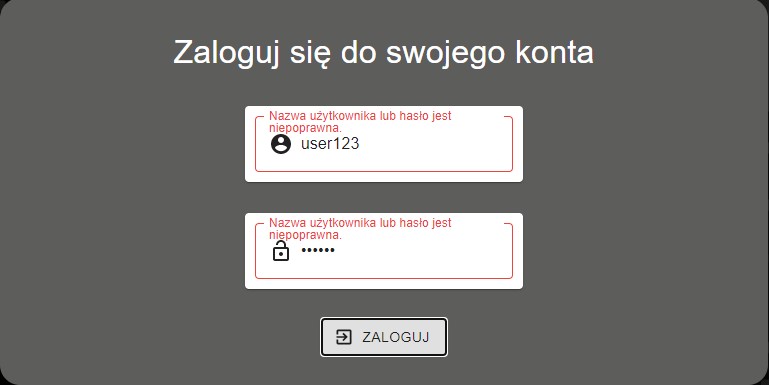 Zaloguj się do swojego konta
Nazwa użytkownika lub hasło jest
niepoprawna.
user123
Nazwa użytkownika lub hasło jest
niepoprawna.
••••••
ZALOGUJ